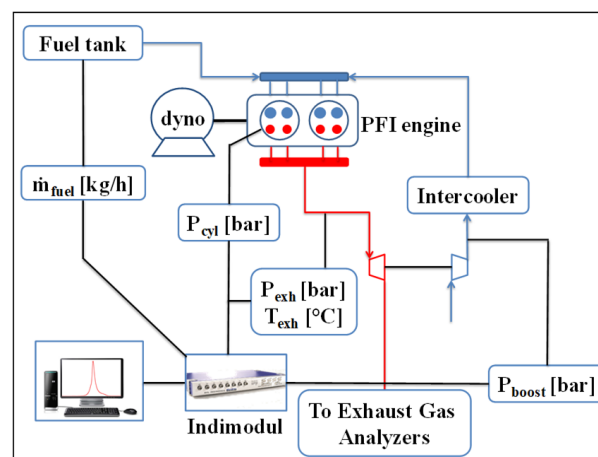 Fuel tank
dyno
PFI engine
ṁfuel [kg/h]
Pcyl [bar]
Intercooler
Pexh [bar]
Texh [°C]
Pboost [bar]
Indimodul
To Exhaust Gas
Analyzers